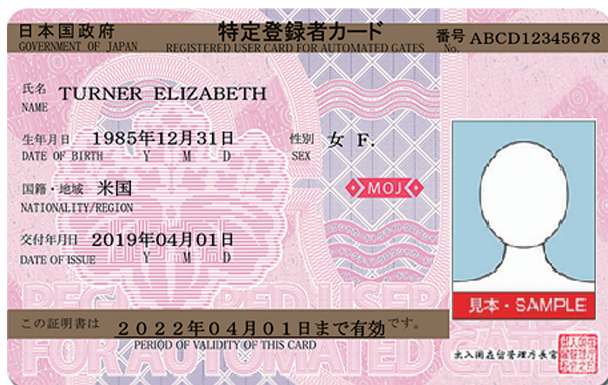 日本国政府 特定登録者カード 番号 ABCD12345678
GOVERNMENT OF JAPAN REGISTERED USER CARD FOR AUTOMATED GATES No.
氏名 TURNER ELIZABETH
NAME
生年月日 1985年12月31日 性別 女 F.
DATE OF BIRTH Y M D SEX
国籍・地域 米国
NATIONALITY/REGION
MOJ
交付年月日 2019年04月01日
DATE OF ISSUE Y M D
見本・SAMPLE
REGISTERED USER CARD
この証明書は 2022年04月01日まで有効 です。
PERIOD OF VALIDITY OF THIS CARD
FOR AUTOMATED GATES
出入国在留管理庁長官